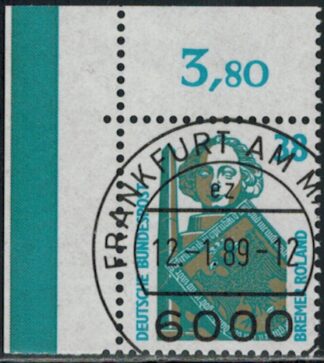 3,80
38
FRANKFURT AM M
ez
12.-1.89-12
6000
DEUTSCHE BUNDESPOST
BREMER ROLAND